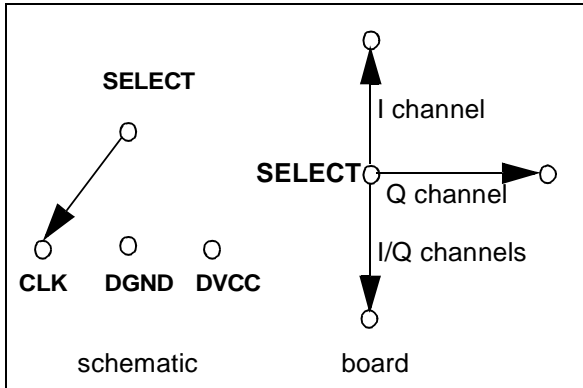 SELECT
CLK DGND DVCC
schematic
I channel
SELECT
Q channel
I/Q channels
board